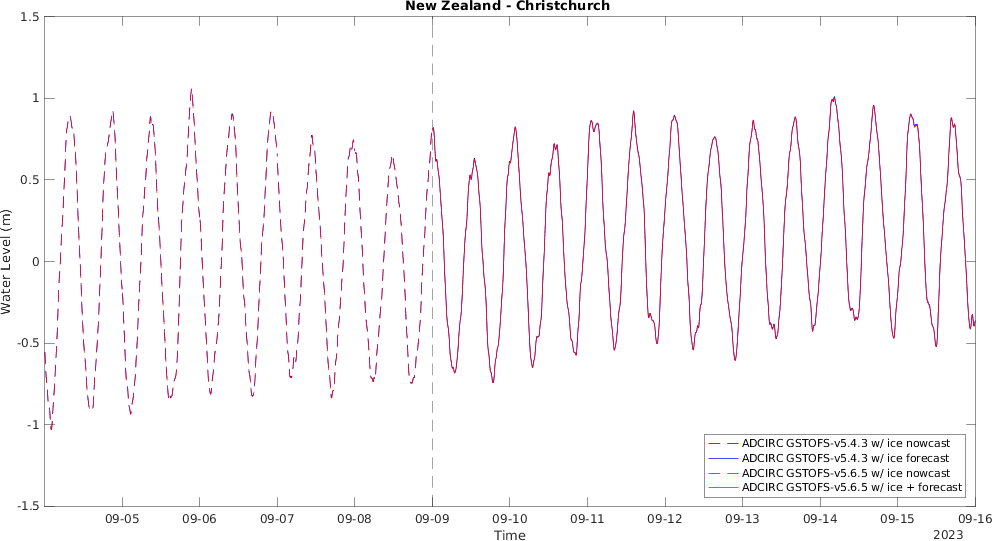 New Zealand - Christchurch
1.5
1
0.5
0
-0.5
-1
-1.5
Water Level (m)
09-05 09-06 09-07 09-08 09-09 09-10 09-11 09-12 09-13 09-14 09-15 09-16
Time
2023
ADCIRC GSTOFS-v5.4.3 w/ ice nowcast
ADCIRC GSTOFS-v5.4.3 w/ ice forecast
ADCIRC GSTOFS-v5.6.5 w/ ice nowcast
ADCIRC GSTOFS-v5.6.5 w/ ice + forecast